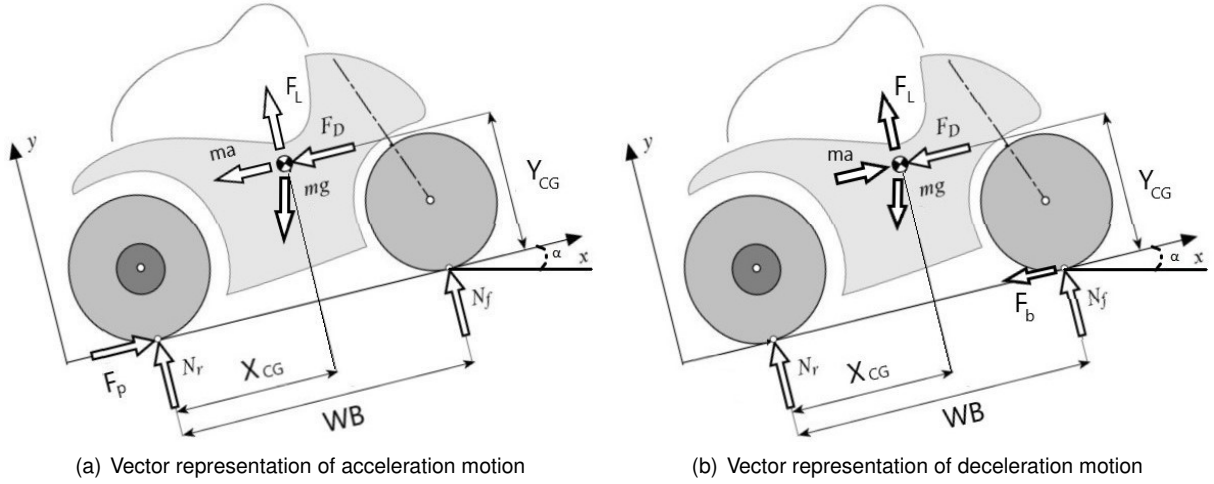 y
F_L
F_D
ma
mg
Y_CG
α
x
N_f
F_p
N_r
X_CG
WB
(a) Vector representation of acceleration motion
y
F_L
F_D
ma
mg
Y_CG
α
x
F_b
N_f
N_r
X_CG
WB
(b) Vector representation of deceleration motion